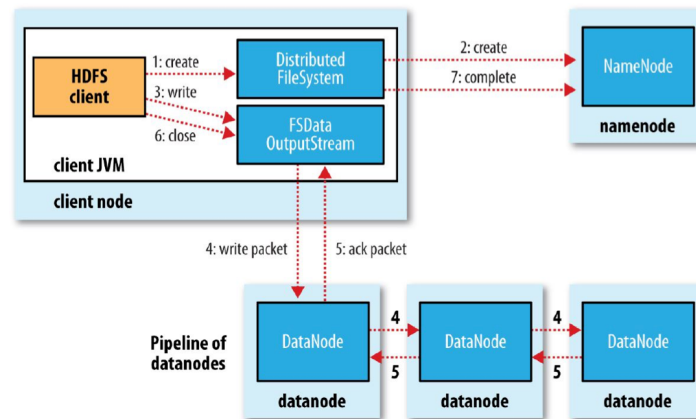 HDFS
client
1: create
3: write
6: close
Distributed
FileSystem
FSData
OutputStream
client JVM
client node
2: create
7: complete
NameNode
namenode
4: write packet
5: ack packet
Pipeline of
datanodes
DataNode
datanode
4
5
DataNode
datanode
4
5
DataNode
datanode